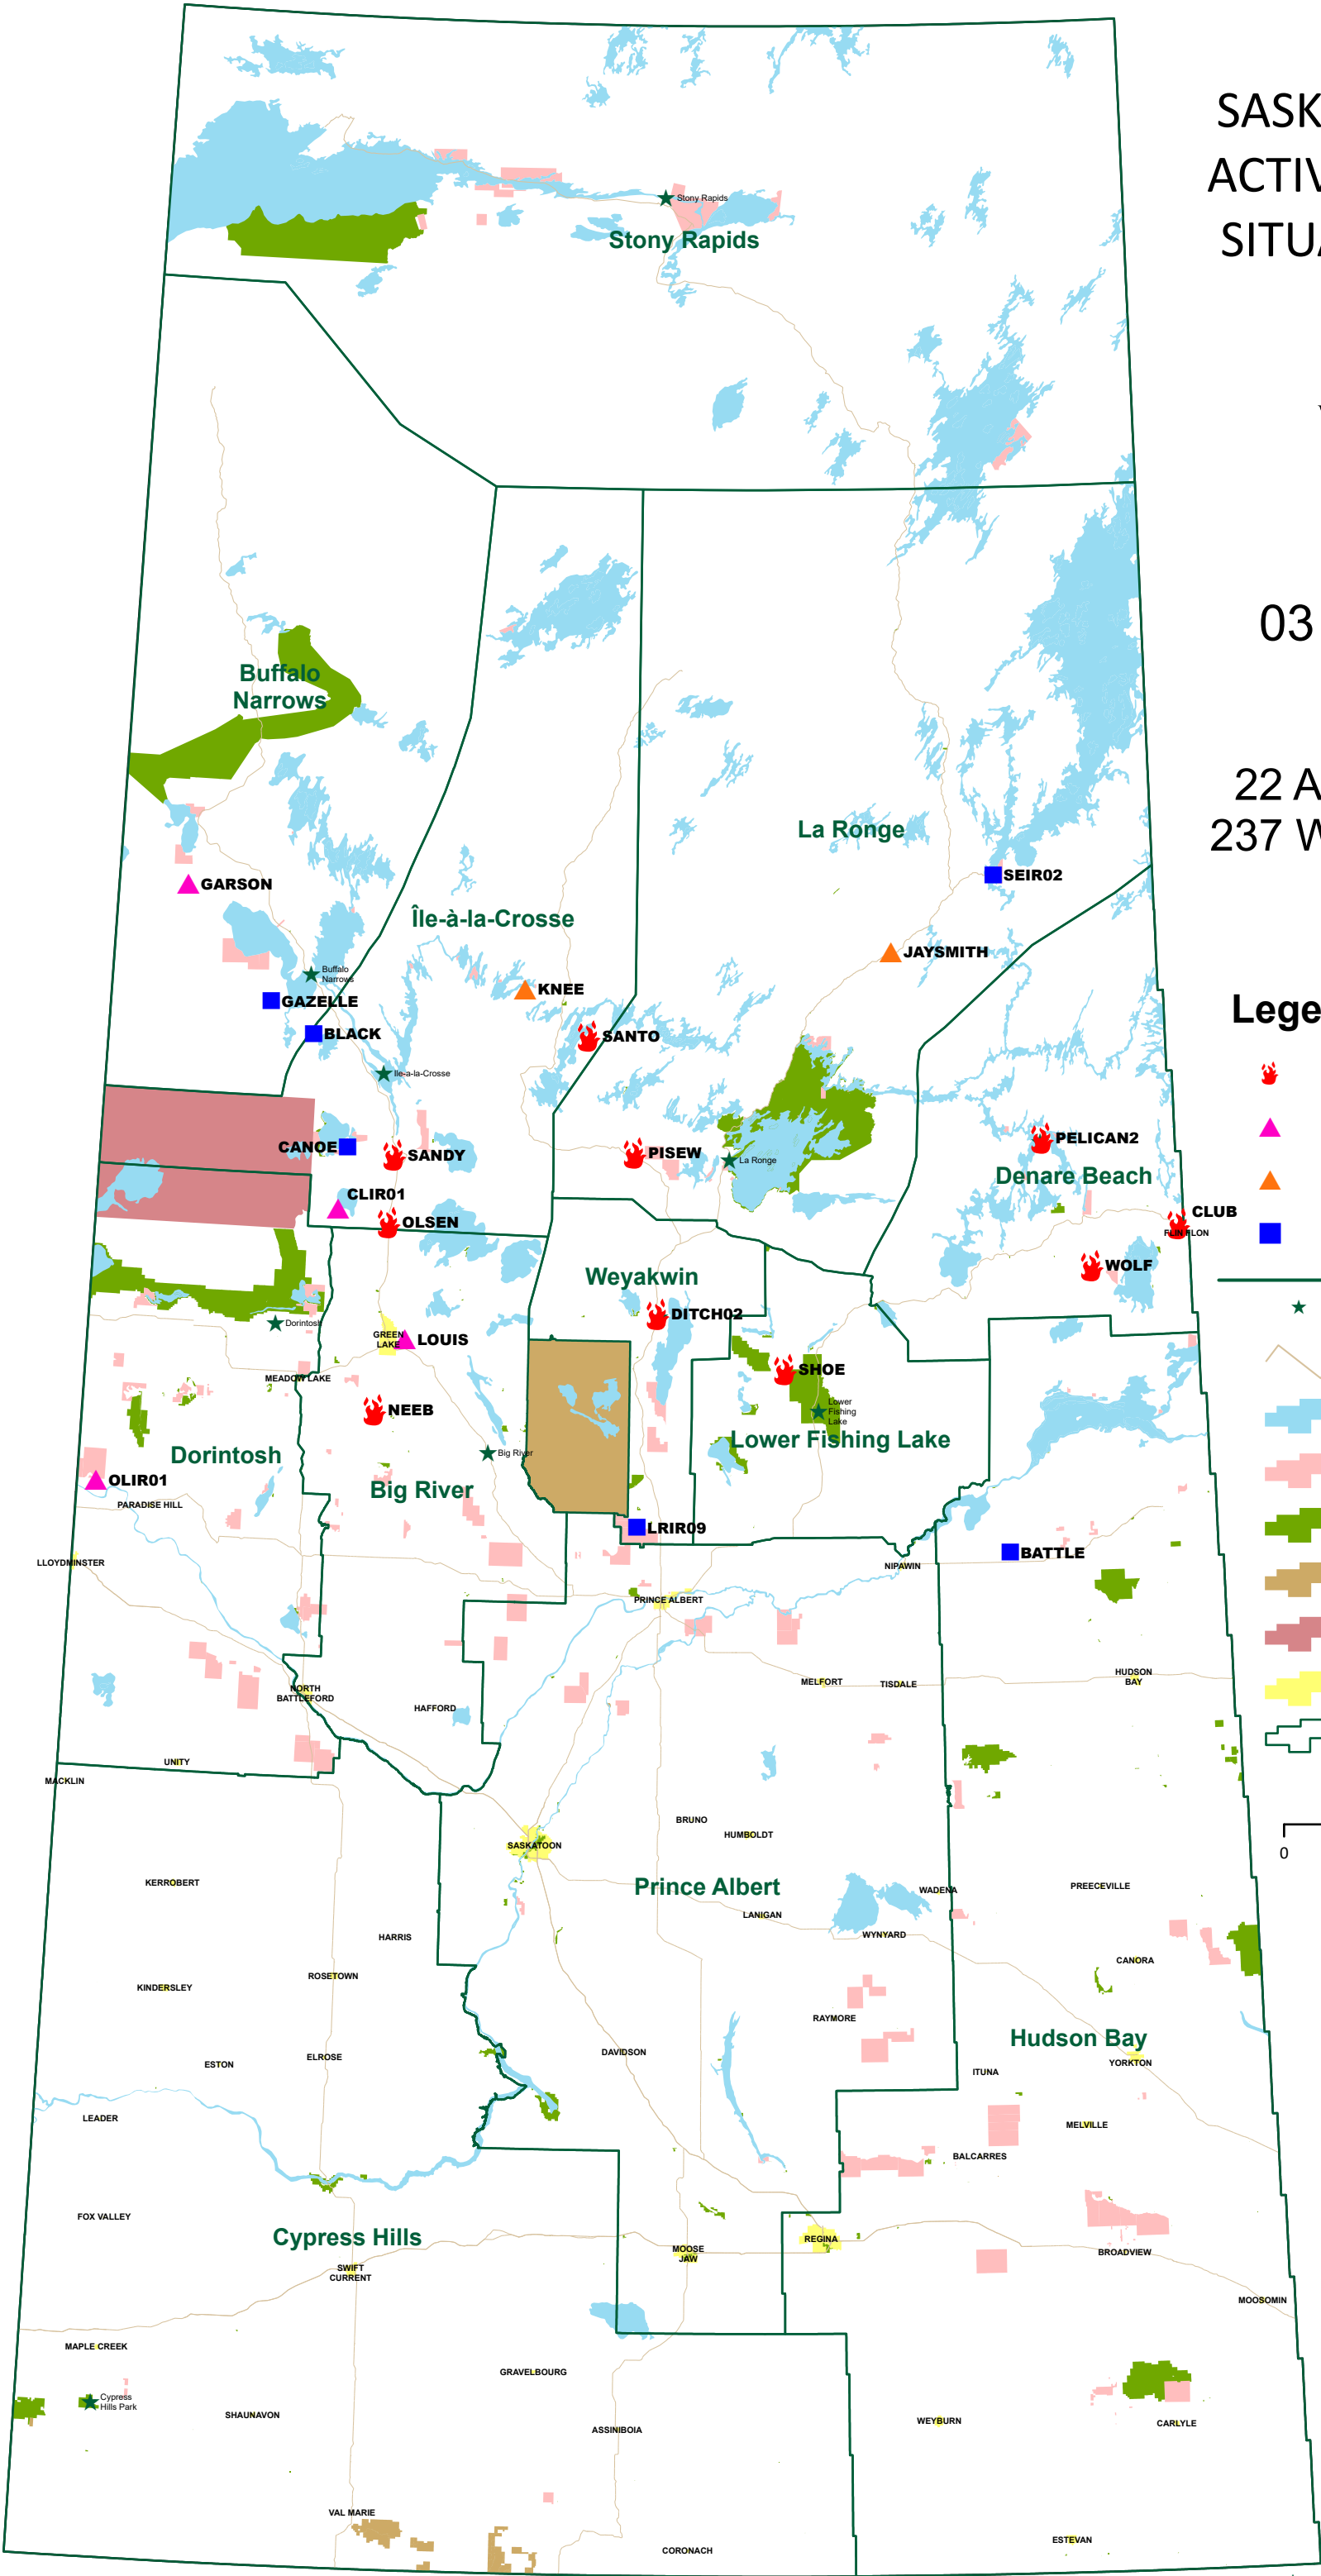 SASK
ACTIV
SITUA
03
22 A
237 W
Lege
0
Stony Rapids
Stony Rapids
Buffalo
Narrows
La Ronge
SEIR02
GARSON
Île-à-la-Crosse
JAYSMITH
Buffalo
Narrows
KNEE
GAZELLE
BLACK
SANTO
Ile-a-la-Crosse
CANOE
SANDY
PISEW
La Ronge
PELICAN2
Denare Beach
CLIR01
OLSEN
CLUB
FLIN FLON
WOLF
Weyakwin
DITCH02
Dorintosh
GREEN
LAKE
LOUIS
SHOE
MEADOW LAKE
Lower
Fishing
Lake
NEEB
Lower Fishing Lake
Dorintosh
Big River
Big River
OLIR01
PARADISE HILL
LRIR09
BATTLE
LLOYDMINSTER
NIPAWIN
PRINCE ALBERT
HUDSON
BAY
MELFORT
TISDALE
NORTH
BATTLEFORD
HAFFORD
UNITY
MACKLIN
BRUNO
HUMBOLDT
SASKATOON
KERROBERT
Prince Albert
WADENA
PREECEVILLE
LANIGAN
HARRIS
WYNYARD
CANORA
ROSETOWN
KINDERSLEY
RAYMORE
Hudson Bay
DAVIDSON
ELROSE
ESTON
YORKTON
ITUNA
LEADER
MELVILLE
BALCARRES
FOX VALLEY
Cypress Hills
REGINA
MOOSE
JAW
BROADVIEW
SWIFT
CURRENT
MOOSOMIN
MAPLE CREEK
GRAVELBOURG
Cypress
Hills Park
SHAUNAVON
WEYBURN
CARLYLE
ASSINIBOIA
VAL MARIE
ESTEVAN
CORONACH